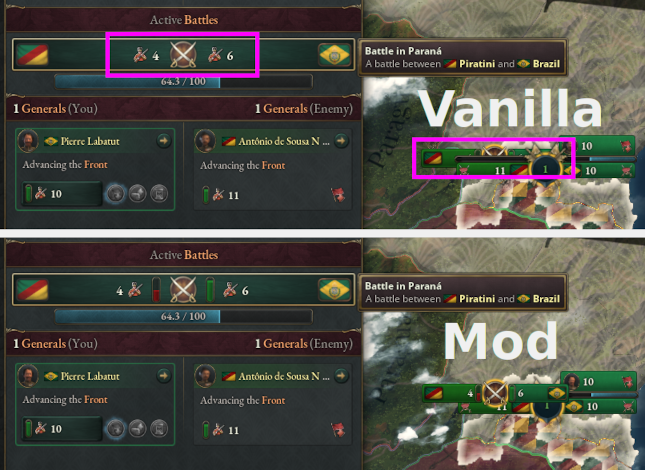 Active Battles
4 6
64.3 / 100
1 Generals (You) 1 Generals (Enemy)
Pierre Labatut António de Sousa N ...
Advancing the Front Advancing the Front
10 11
Battle in Paraná
A battle between Piratini and Brazil
Vanilla
10
11 1 10
Active Battles
4 6
64.3 / 100
1 Generals (You) 1 Generals (Enemy)
Pierre Labatut António de Sousa N ...
Advancing the Front Advancing the Front
10 11
Battle in Paraná
A battle between Piratini and Brazil
Mod
10
4 6
11 1 10